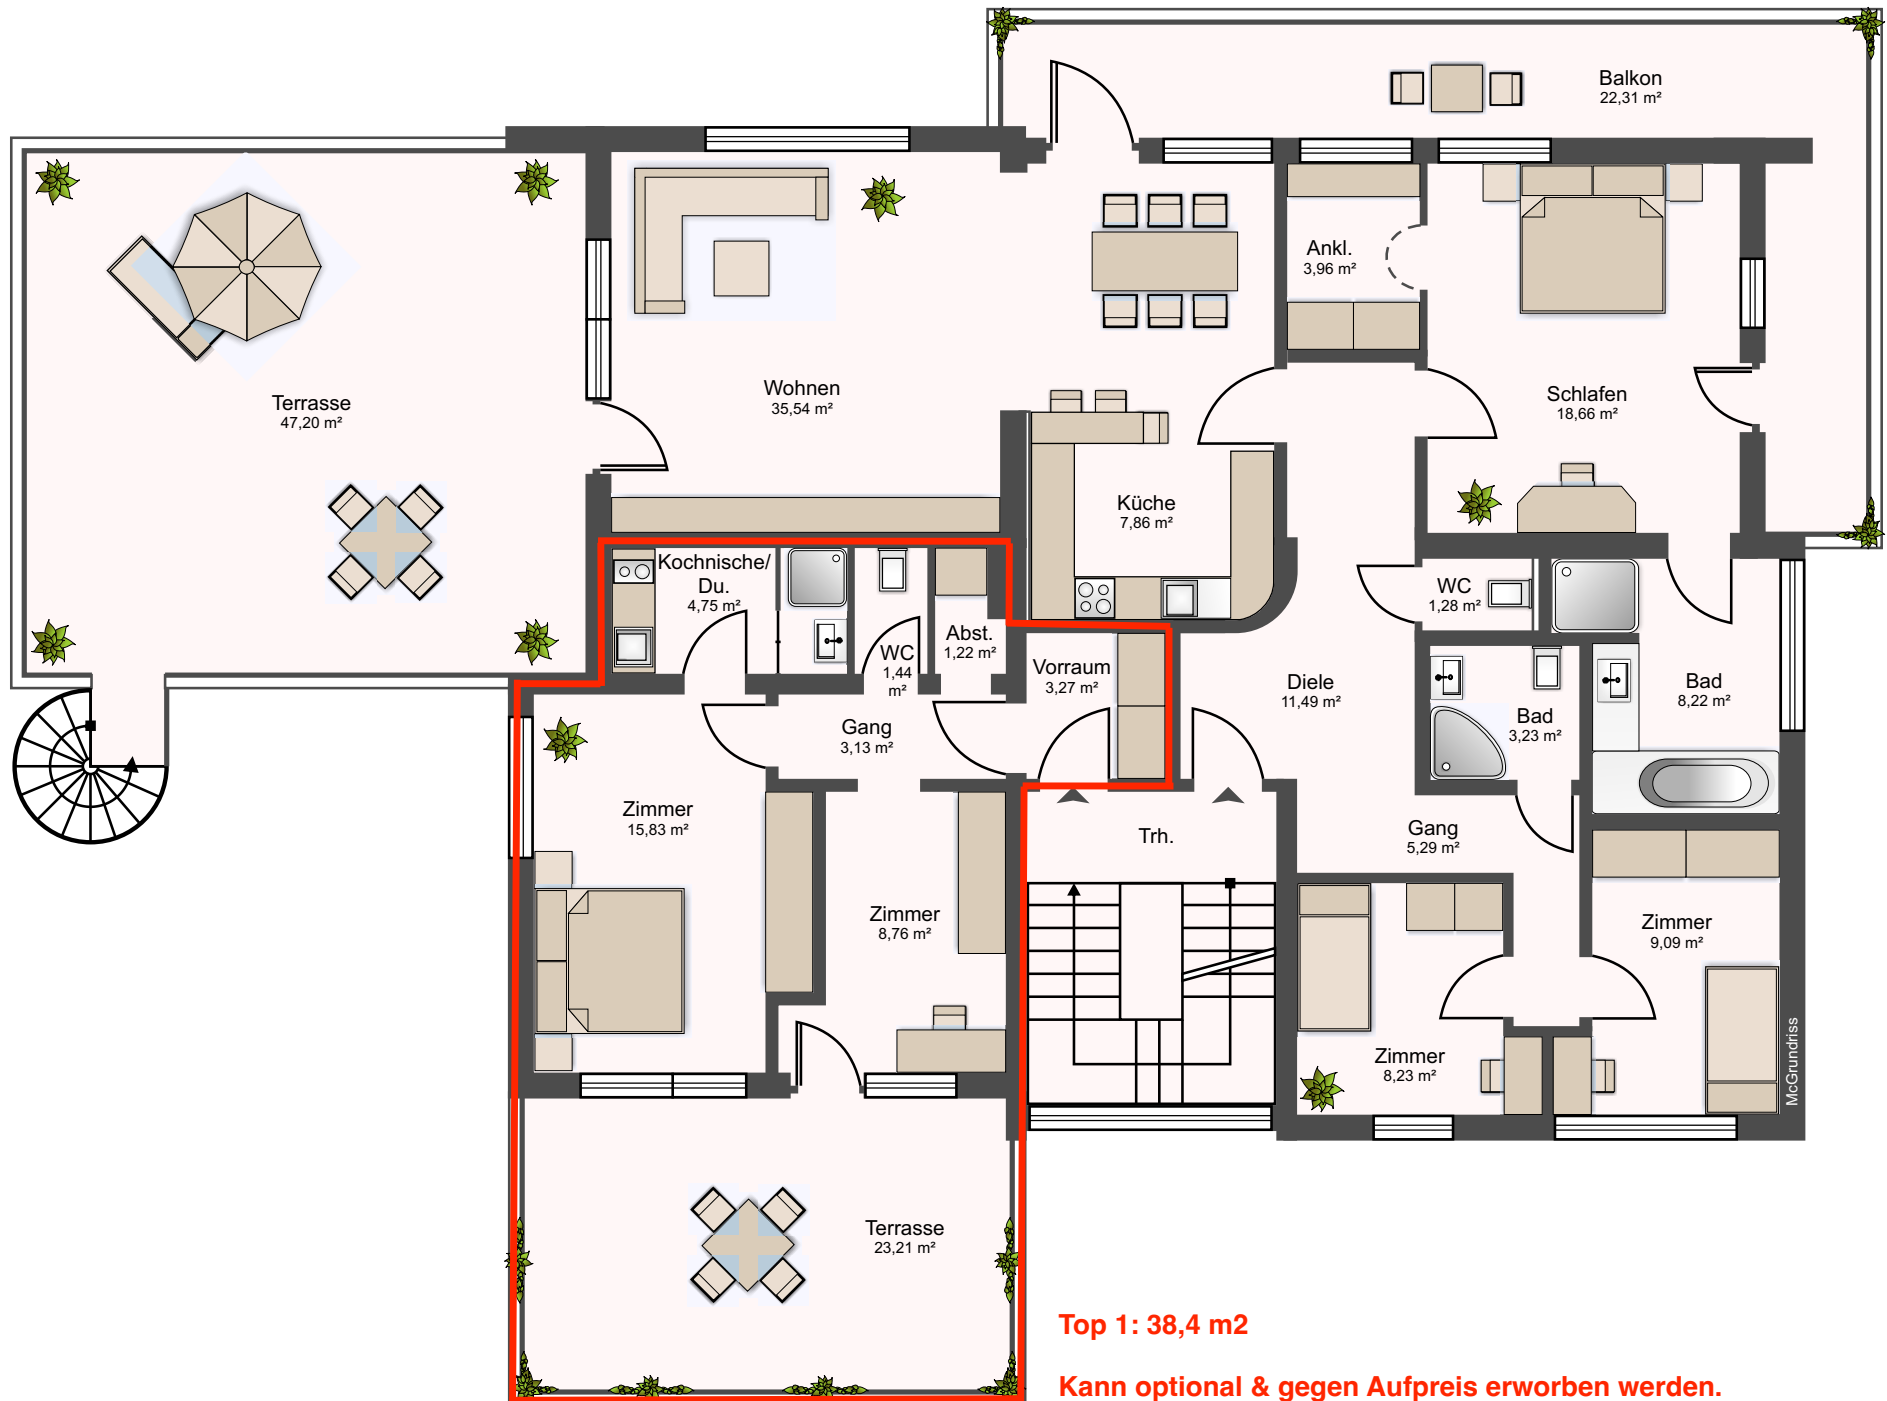 Balkon
22,31 m²
Ankl.
3,96 m²
Wohnen
35,54 m²
Schlafen
18,66 m²
Terrasse
47,20 m²
Küche
7,86 m²
Kochnische/
Du.
4,75 m²
WC
1,28 m²
Abst.
1,22 m²
WC
1,44
m²
Vorraum
3,27 m²
Diele
11,49 m²
Bad
8,22 m²
Bad
3,23 m²
Gang
3,13 m²
Zimmer
15,83 m²
Trh.
Gang
5,29 m²
Zimmer
8,76 m²
Zimmer
9,09 m²
Zimmer
8,23 m²
McGrundriss
Terrasse
23,21 m²
Top 1: 38,4 m2
Kann optional & gegen Aufpreis erworben werden.